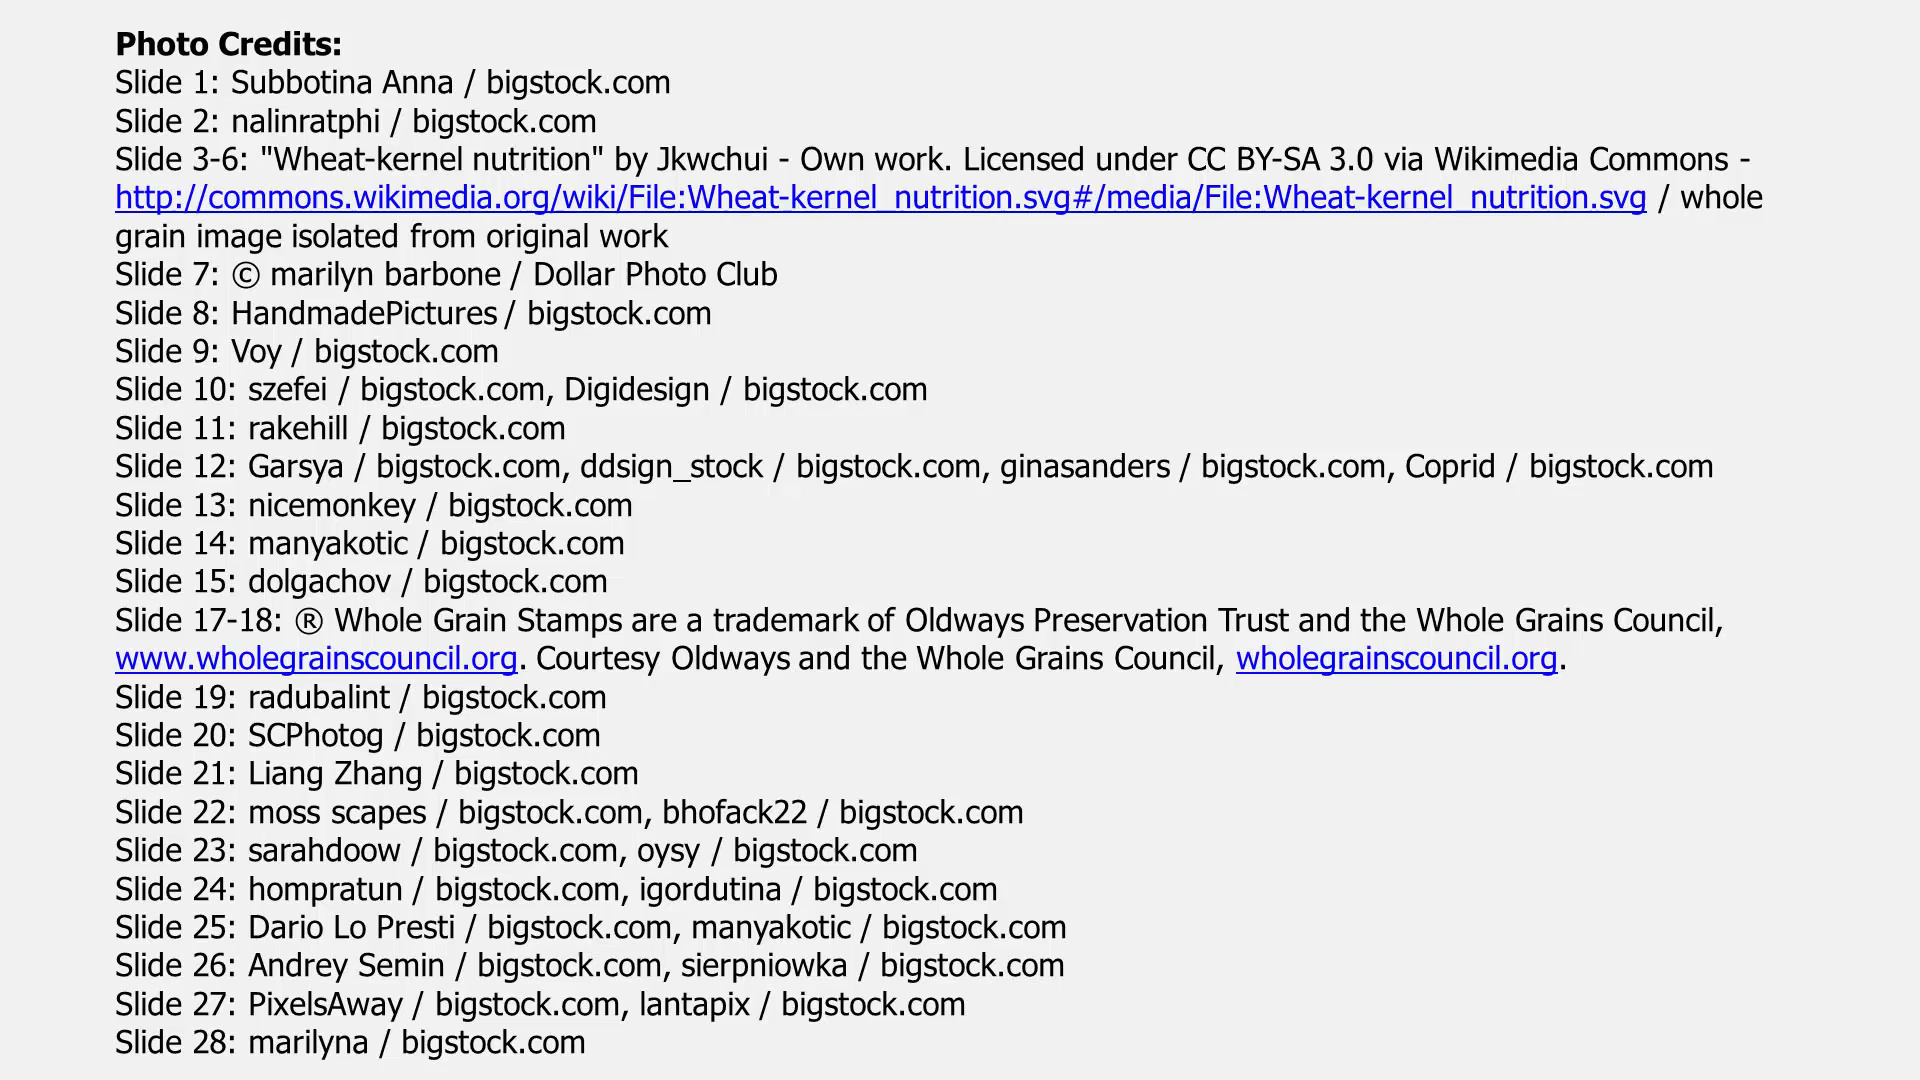 Photo Credits:
Slide 1: Subbotina Anna / bigstock.com
Slide 2: nalinratphi / bigstock.com
Slide 3-6: "Wheat-kernel nutrition" by Jkwchui - Own work. Licensed under CC BY-SA 3.0 via Wikimedia Commons -
http://commons.wikimedia.org/wiki/File:Wheat-kernel_nutrition.svg#/media/File:Wheat-kernel_nutrition.svg / whole
grain image isolated from original work
Slide 7: © marilyn barbone / Dollar Photo Club
Slide 8: HandmadePictures / bigstock.com
Slide 9: Voy / bigstock.com
Slide 10: szefei / bigstock.com, Digidesign / bigstock.com
Slide 11: rakehill / bigstock.com
Slide 12: Garsya / bigstock.com, ddsign_stock / bigstock.com, ginasanders / bigstock.com, Coprid / bigstock.com
Slide 13: nicemonkey / bigstock.com
Slide 14: manyakotic / bigstock.com
Slide 15: dolgachov / bigstock.com
Slide 17-18: ® Whole Grain Stamps are a trademark of Oldways Preservation Trust and the Whole Grains Council,
www.wholegrainscouncil.org. Courtesy Oldways and the Whole Grains Council, wholegrainscouncil.org.
Slide 19: radubalint / bigstock.com
Slide 20: SCPhotog / bigstock.com
Slide 21: Liang Zhang / bigstock.com
Slide 22: moss scapes / bigstock.com, bhofack22 / bigstock.com
Slide 23: sarahdoow / bigstock.com, oysy / bigstock.com
Slide 24: hompratun / bigstock.com, igordutina / bigstock.com
Slide 25: Dario Lo Presti / bigstock.com, manyakotic / bigstock.com
Slide 26: Andrey Semin / bigstock.com, sierpniowka / bigstock.com
Slide 27: PixelsAway / bigstock.com, lantapix / bigstock.com
Slide 28: marilyna / bigstock.com